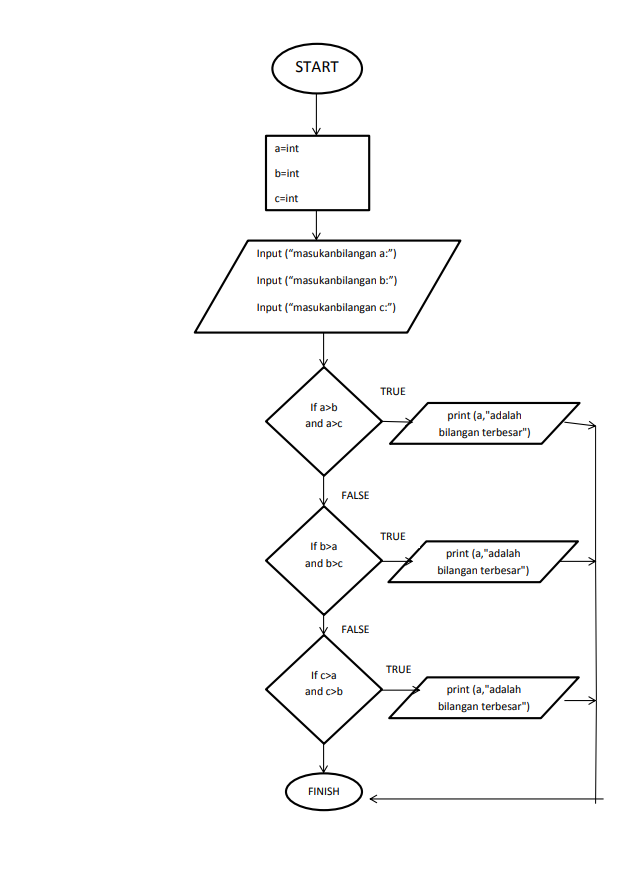 START
a=int
b=int
c=int
Input (“masukanbilangan a:”)
Input (“masukanbilangan b:”)
Input (“masukanbilangan c:”)
TRUE
If a>b
and a>c
print (a,"adalah
bilangan terbesar")
FALSE
TRUE
If b>a
and b>c
print (a,"adalah
bilangan terbesar")
FALSE
TRUE
If c>a
and c>b
print (a,"adalah
bilangan terbesar")
FINISH